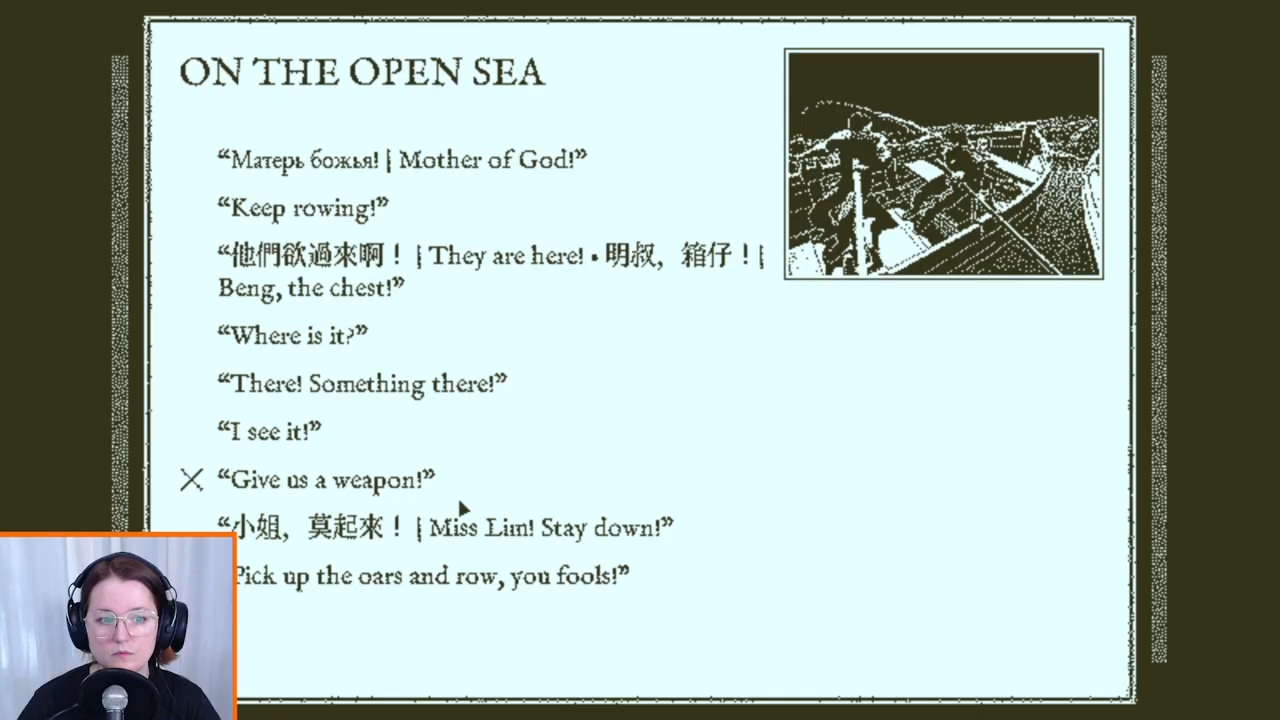 ON THE OPEN SEA
“Матерь божья! | Mother of God!”
“Keep rowing!”
“他們欲過來啊！ | They are here! • 明叔，箱仔！|
Beng, the chest!”
“Where is it?”
“There! Something there!”
“I see it!”
“Give us a weapon!”
“小姐，莫起來！ | Miss Lim! Stay down!”
Pick up the oars and row, you fools!”